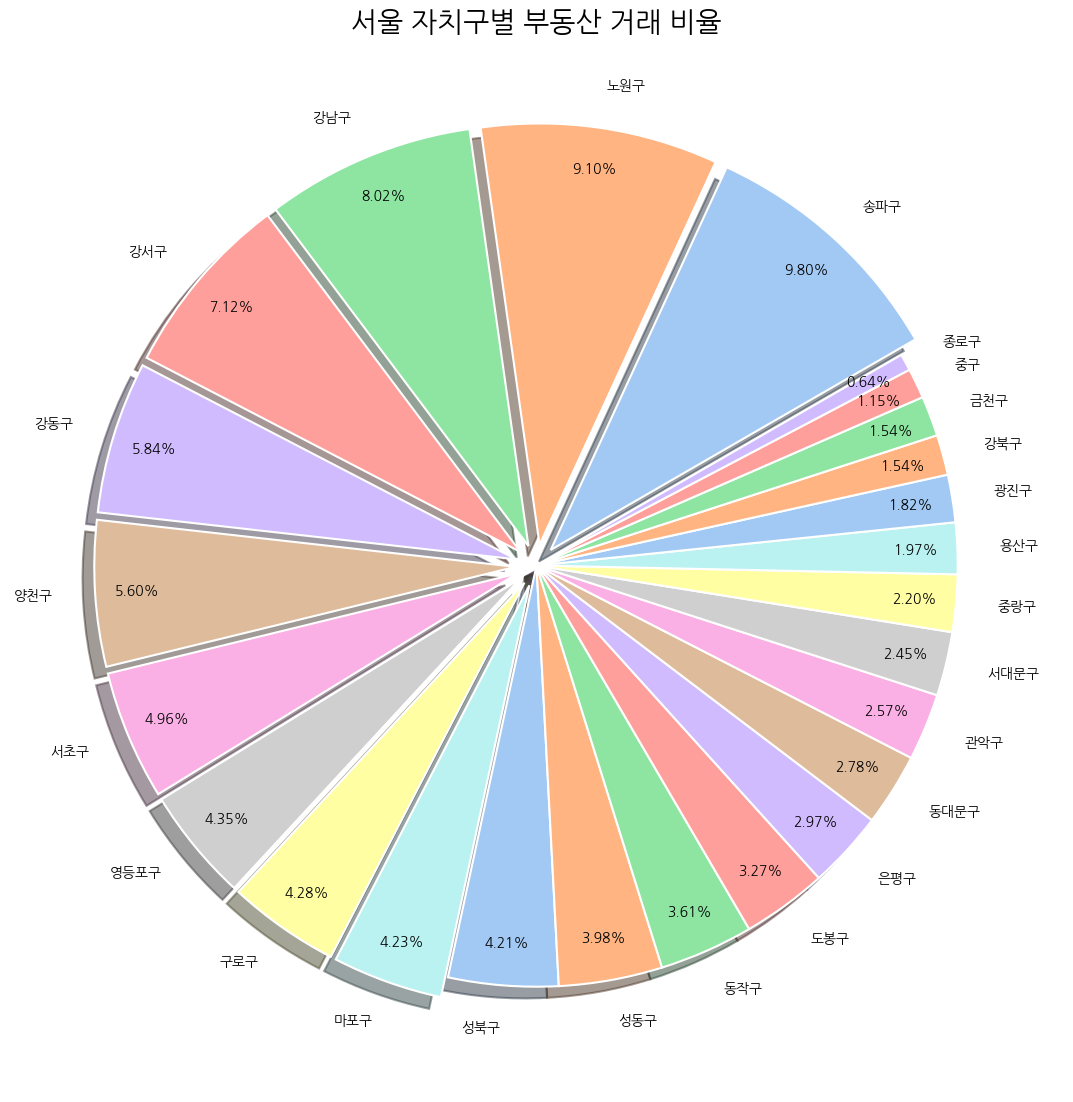 서울 자치구별 부동산 거래 비율
송파구
9.80%
노원구
9.10%
강남구
8.02%
강서구
7.12%
강동구
5.84%
양천구
5.60%
서초구
4.96%
영등포구
4.35%
구로구
4.28%
마포구
4.23%
성북구
4.21%
성동구
3.98%
동작구
3.61%
도봉구
3.27%
은평구
2.97%
동대문구
2.78%
관악구
2.57%
서대문구
2.45%
중랑구
2.20%
용산구
1.97%
광진구
1.82%
강북구
1.54%
금천구
1.54%
중구
1.15%
종로구
0.64%